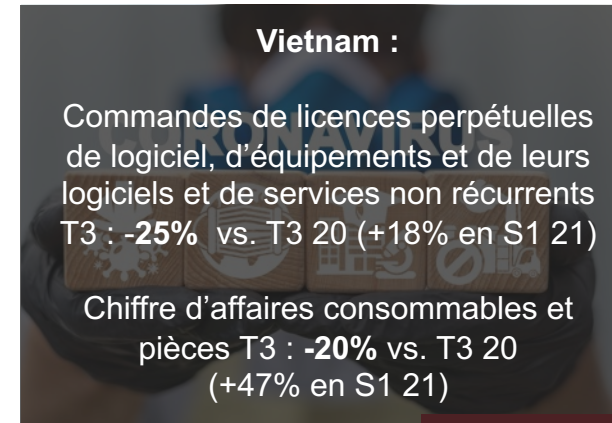 Vietnam :
Commandes de licences perpétuelles
de logiciel, d'équipements et de leurs
logiciels et de services non récurrents
T3 : -25% vs. T3 20 (+18% en S1 21)
Chiffre d'affaires consommables et
pièces T3 : -20% vs. T3 20
(+47% en S1 21)
CORONAVIRUS